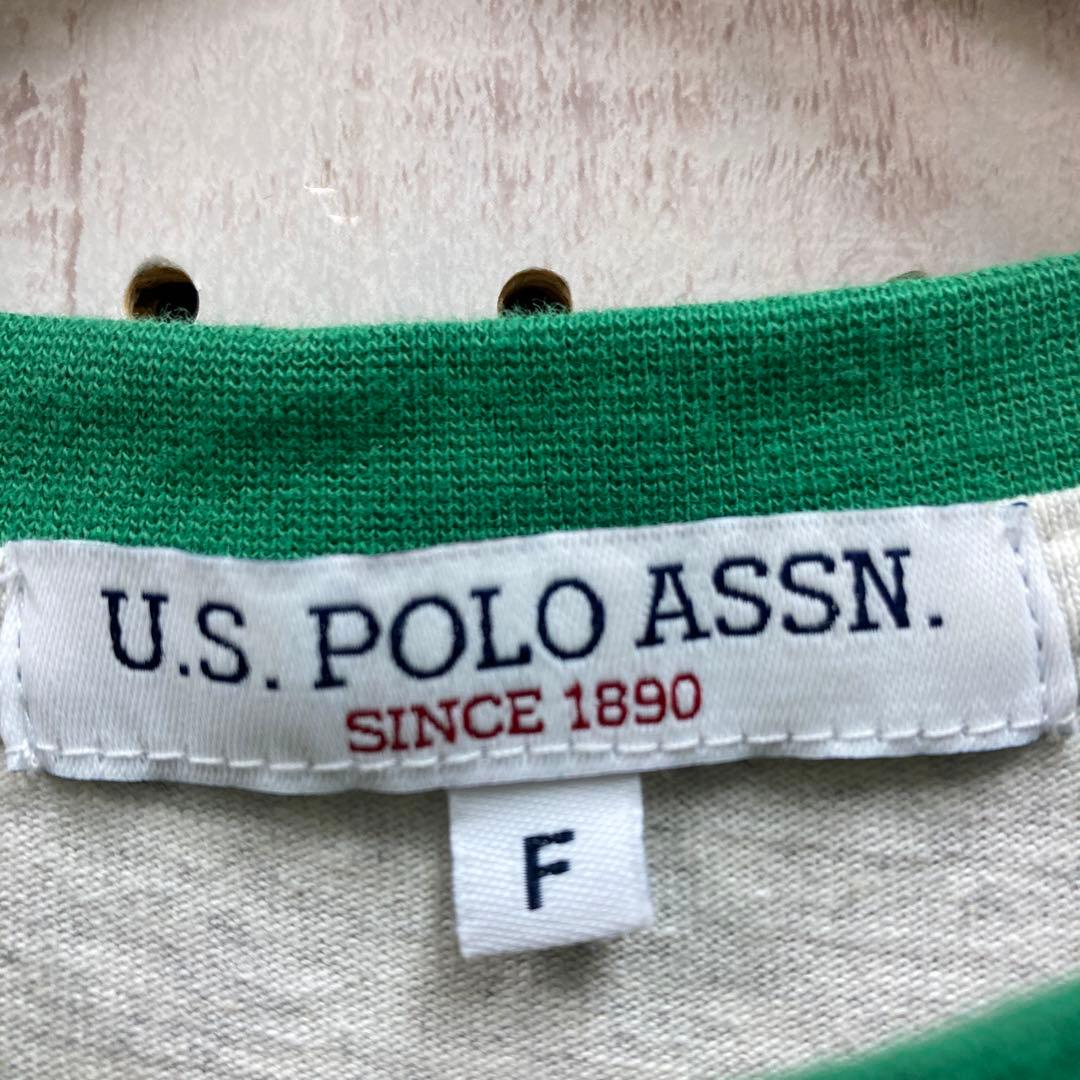 U.S. POLO ASSN.
SINCE 1890
F